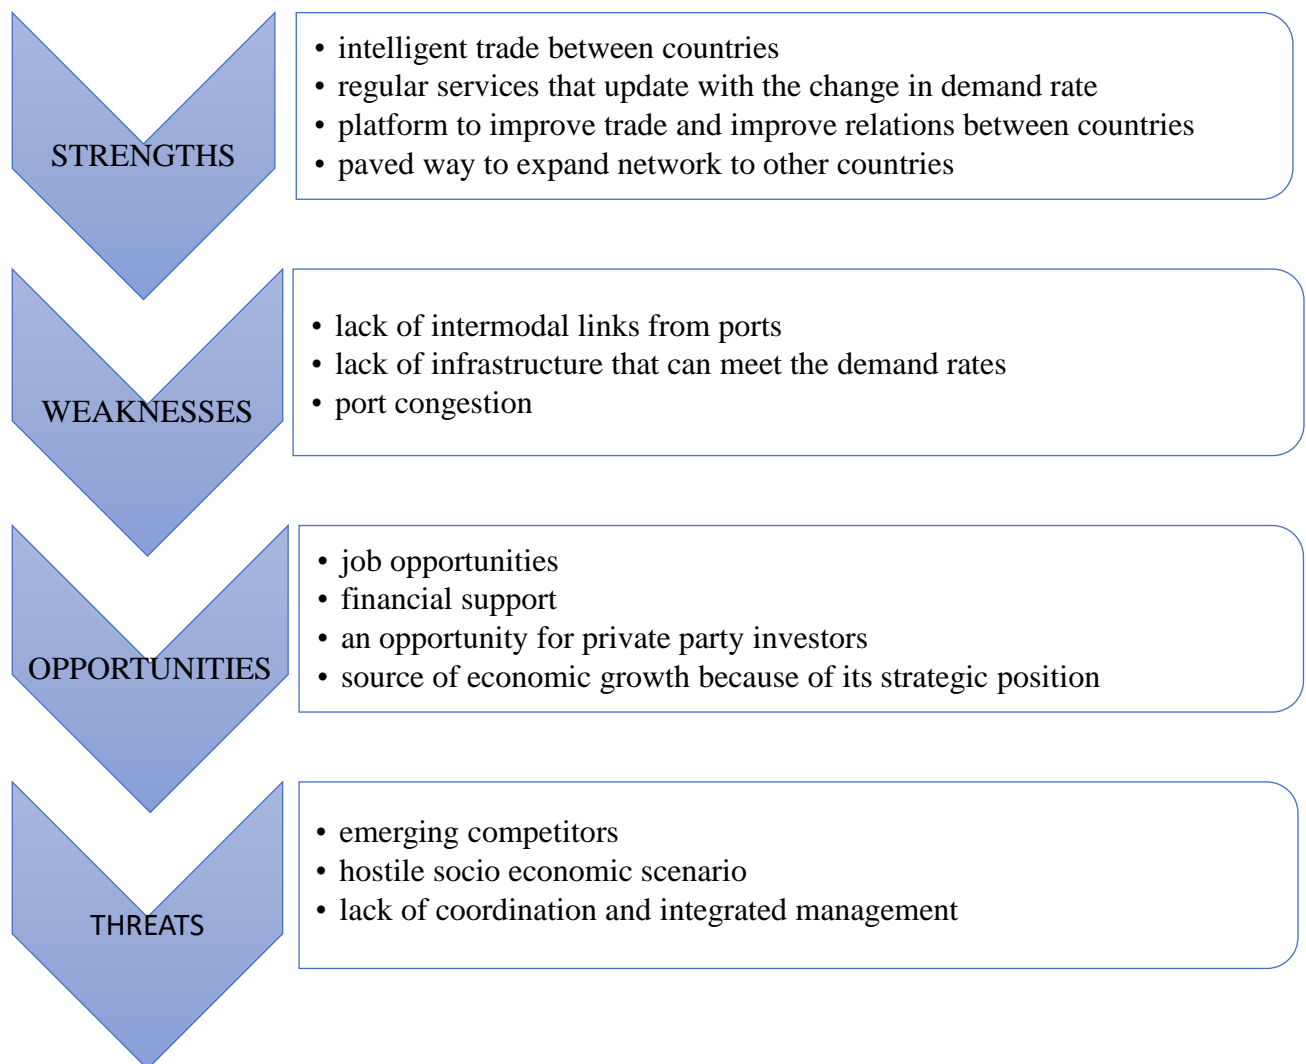 STRENGTHS
• intelligent trade between countries
• regular services that update with the change in demand rate
• platform to improve trade and improve relations between countries
• paved way to expand network to other countries
WEAKNESSES
• lack of intermodal links from ports
• lack of infrastructure that can meet the demand rates
• port congestion
OPPORTUNITIES
• job opportunities
• financial support
• an opportunity for private party investors
• source of economic growth because of its strategic position
THREATS
• emerging competitors
• hostile socio economic scenario
• lack of coordination and integrated management